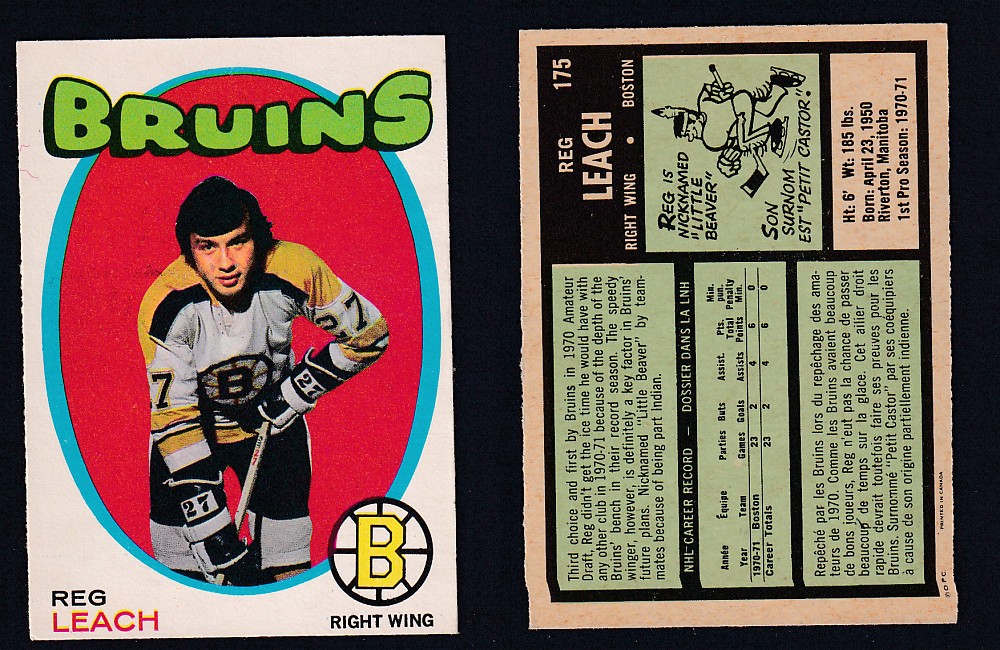 BRUINS
7
27
27
27
B
B
REG
LEACH
RIGHT WING
175
REG
LEACH
RIGHT WING • BOSTON
REG IS
NICKNAMED
"LITTLE
BEAVER"
SON
SURNOM
EST "PETIT CASTOR".
Ht: 6' Wt: 185 lbs.
Born: April 23, 1950
Riverton, Manitoba
1st Pro Season: 1970-71
Third choice and first by Bruins in 1970 Amateur
Draft, Reg didn't get the ice time he would have with
any other club in 1970-71 because of the depth of the
Bruins' bench in their record season. The speedy
winger, however, is definitely a key factor in Bruins'
future plans. Nicknamed "Little Beaver" by team-
mates because of being part Indian.
NHL CAREER RECORD — DOSSIER DANS LA LNH
Année Équipe Parties Buts Assist. Pts. Min. pun.
Year Team Games Goals Assists Total Points Penalty Min.
1970-71 Boston 23 2 4 6 0
Career Totals 23 2 4 6 0
Repêché par les Bruins lors du repêchage des ama-
teurs de 1970. Comme les Bruins avaient beaucoup
de bons joueurs, Reg n'eut pas la chance de passer
beaucoup de temps sur la glace. Cet ailier droit
rapide devrait toutefois faire ses preuves pour les
Bruins. Surnommé "Petit Castor" par ses coéquipiers
à cause de son origine partiellement indienne.
© O.P.C. PRINTED IN CANADA